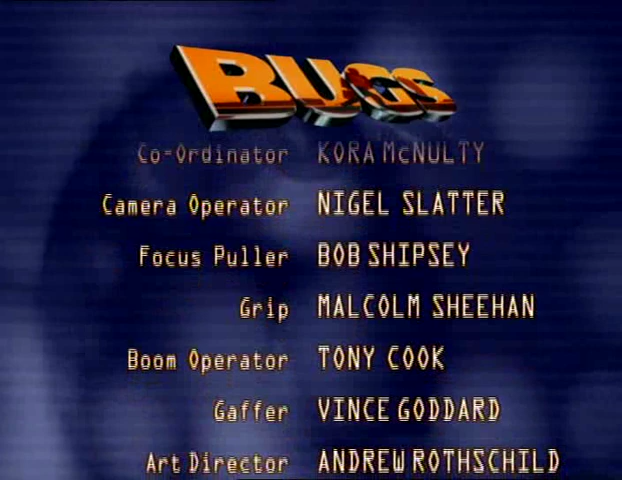 BUGS
Co-Ordinator KORA McNULTY
Camera Operator NIGEL SLATTER
Focus Puller BOB SHIPSEY
Grip MALCOLM SHEEHAN
Boom Operator TONY COOK
Gaffer VINCE GODDARD
Art Director ANDREW ROTHSCHILD